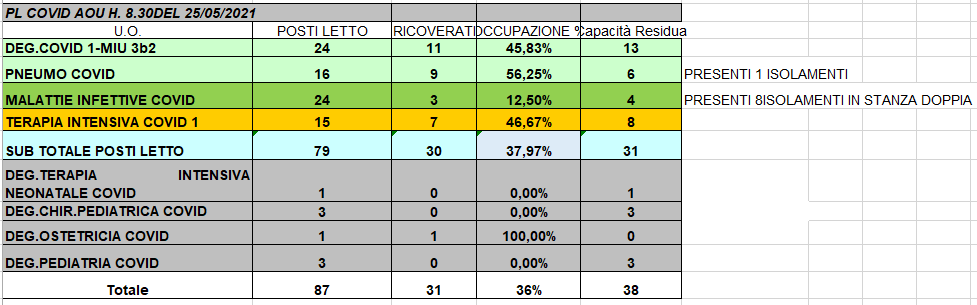 PL COVID AOU H. 8.30DEL 25/05/2021
U.O. POSTI LETTO RICOVERATI OCCUPAZIONE % Capacità Residua
DEG.COVID 1-MIU 3b2 24 11 45,83% 13
PNEUMO COVID 16 9 56,25% 6 PRESENTI 1 ISOLAMENTI
MALATTIE INFETTIVE COVID 24 3 12,50% 4 PRESENTI 8ISOLAMENTI IN STANZA DOPPIA
TERAPIA INTENSIVA COVID 1 15 7 46,67% 8
SUB TOTALE POSTI LETTO 79 30 37,97% 31
DEG.TERAPIA INTENSIVA
NEONATALE COVID 1 0 0,00% 1
DEG.CHIR.PEDIATRICA COVID 3 0 0,00% 3
DEG.OSTETRICIA COVID 1 1 100,00% 0
DEG.PEDIATRIA COVID 3 0 0,00% 3
Totale 87 31 36% 38